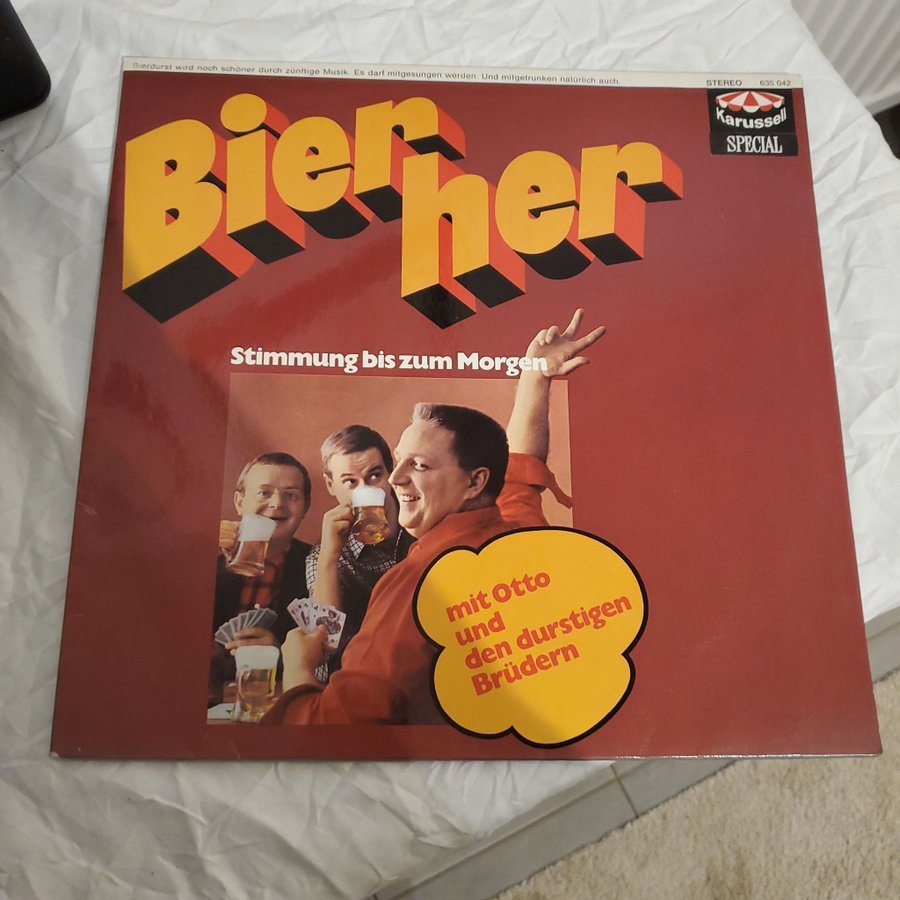 Bierdurst wird noch schöner durch zünftige Musik. Es darf mitgesungen werden. Und mitgetrunken natürlich auch.
STEREO 635 042
Karussell
SPECIAL
Bier
her
Stimmung bis zum Morgen
mit Otto
und
den durstigen
Brüdern